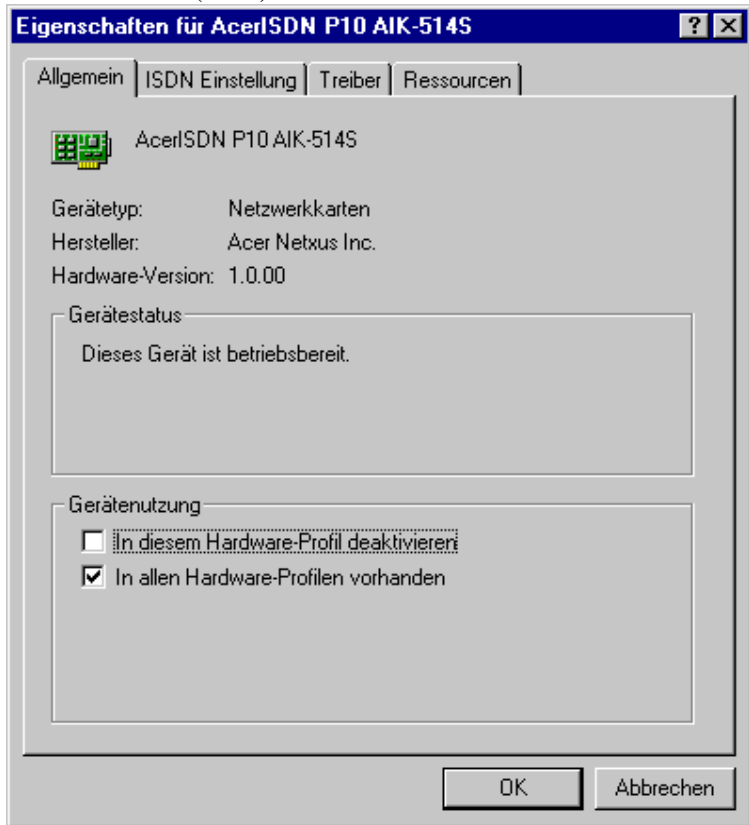 Eigenschaften für AcerISDN P10 AIK-514S
Allgemein ISDN Einstellung Treiber Ressourcen
AcerISDN P10 AIK-514S
Gerätetyp: Netzwerkkarten
Hersteller: Acer Netxus Inc.
Hardware-Version: 1.0.00
Gerätestatus
Dieses Gerät ist betriebsbereit.
Gerätenutzung
In diesem Hardware-Profil deaktivieren
In allen Hardware-Profilen vorhanden
OK Abbrechen